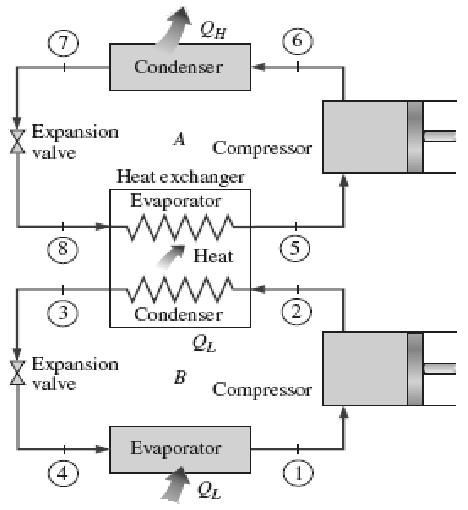 7
Q_H
6
Condenser
Expansion
valve
A
Compressor
Heat exchanger
Evaporator
8
5
Heat
3
2
Condenser
Q_L
Expansion
valve
B
Compressor
Evaporator
4
1
Q_L